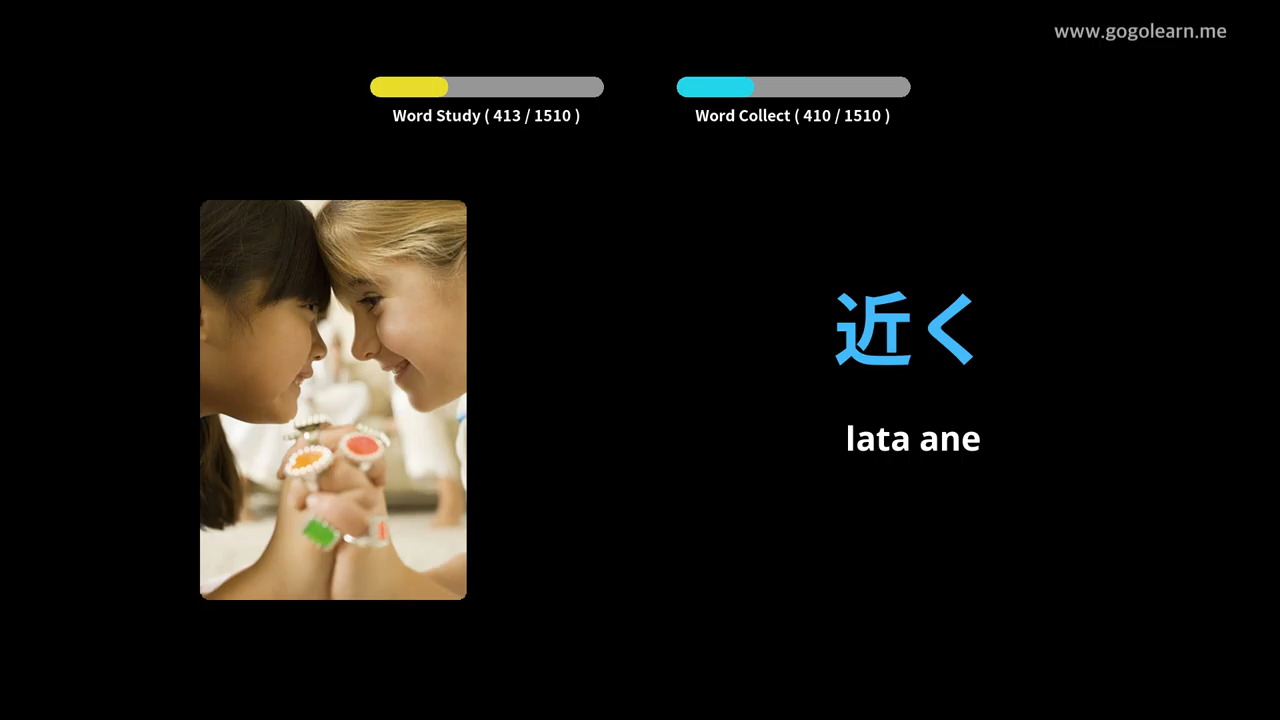 www.gogolearn.me
Word Study ( 413 / 1510 )
Word Collect ( 410 / 1510 )
近く
lata ane